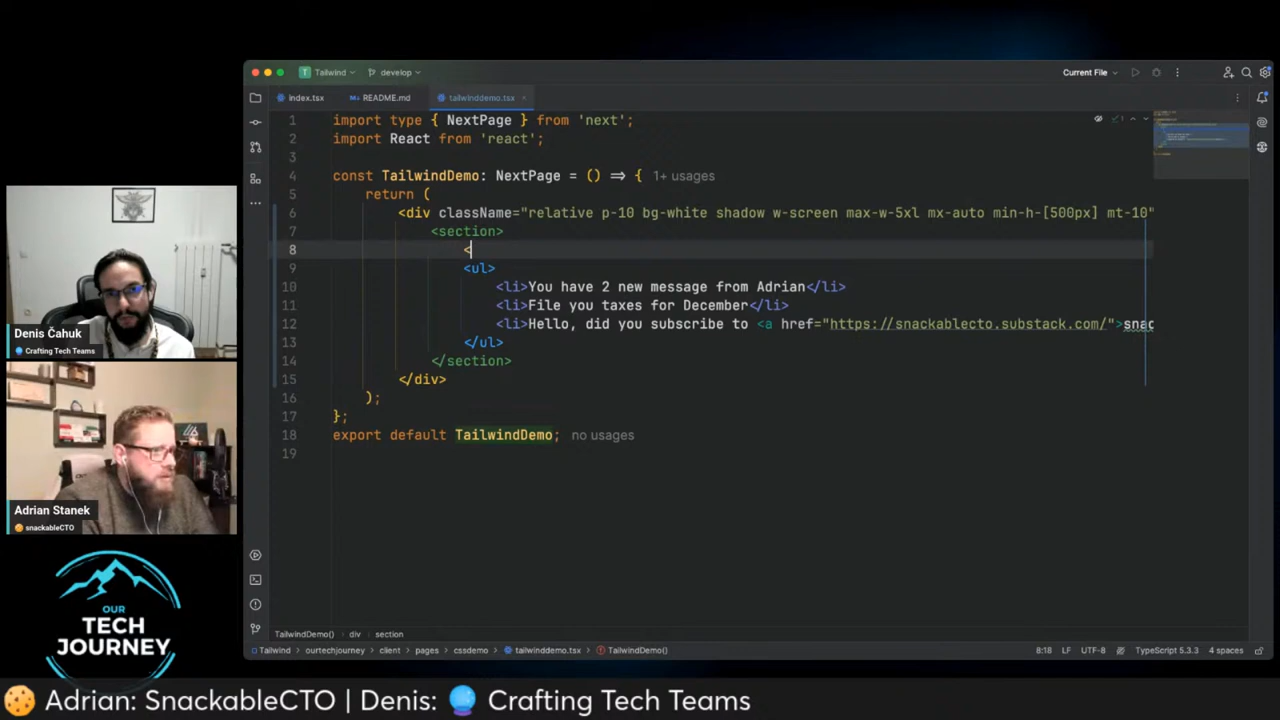 Tailwind
develop
Current File
index.tsx
README.md
tailwinddemo.tsx
1 import type { NextPage } from 'next';
2 import React from 'react';
3
4 const TailwindDemo: NextPage = () => { 1+ usages
5 return (
6 <div className="relative p-10 bg-white shadow w-screen max-w-5xl mx-auto min-h-[500px] mt-10"
7 <section>
8 <
9 <ul>
10 <li>You have 2 new message from Adrian</li>
11 <li>File you taxes for December</li>
12 <li>Hello, did you subscribe to <a href="https://snackablecto.substack.com/">snac
13 </ul>
14 </section>
15 </div>
16 );
17 };
18 export default TailwindDemo; no usages
19
1
TailwindDemo() div section
Tailwind ourtechjourney client pages cssdemo tailwinddemo.tsx TailwindDemo()
8:18 LF UTF-8 TypeScript 5.3.3 4 spaces
Denis Čahuk
Crafting Tech Teams
Adrian Stanek
snackableCTO
OUR
TECH
JOURNEY
Adrian: SnackableCTO | Denis: Crafting Tech Teams